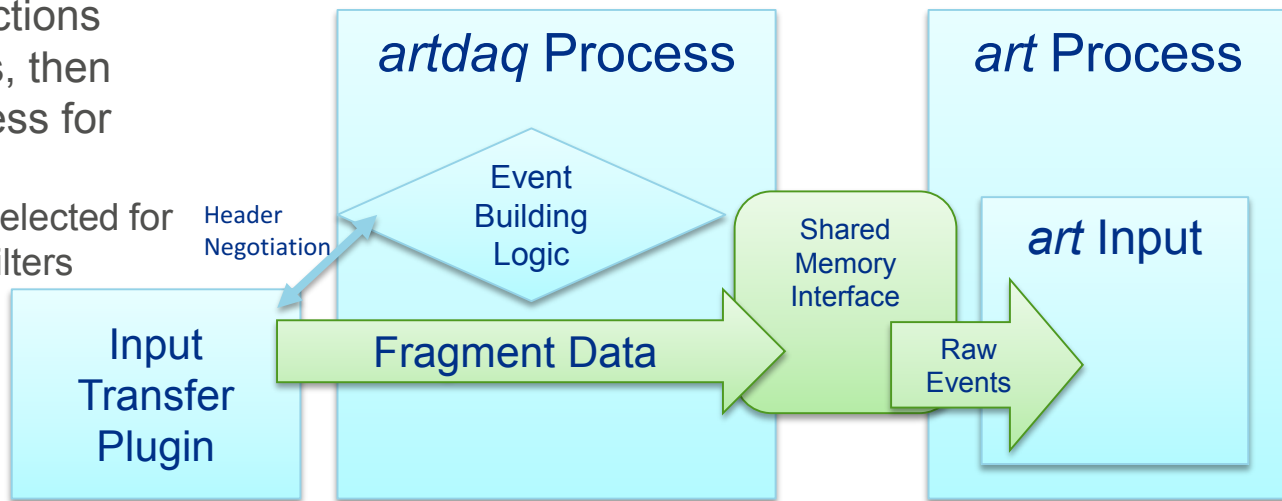 ctions
s, then
ess for
elected for
ilters
Header
Negotiation
artdaq Process
Event
Building
Logic
Input
Transfer
Plugin
Fragment Data
Shared
Memory
Interface
Raw
Events
art Process
art Input